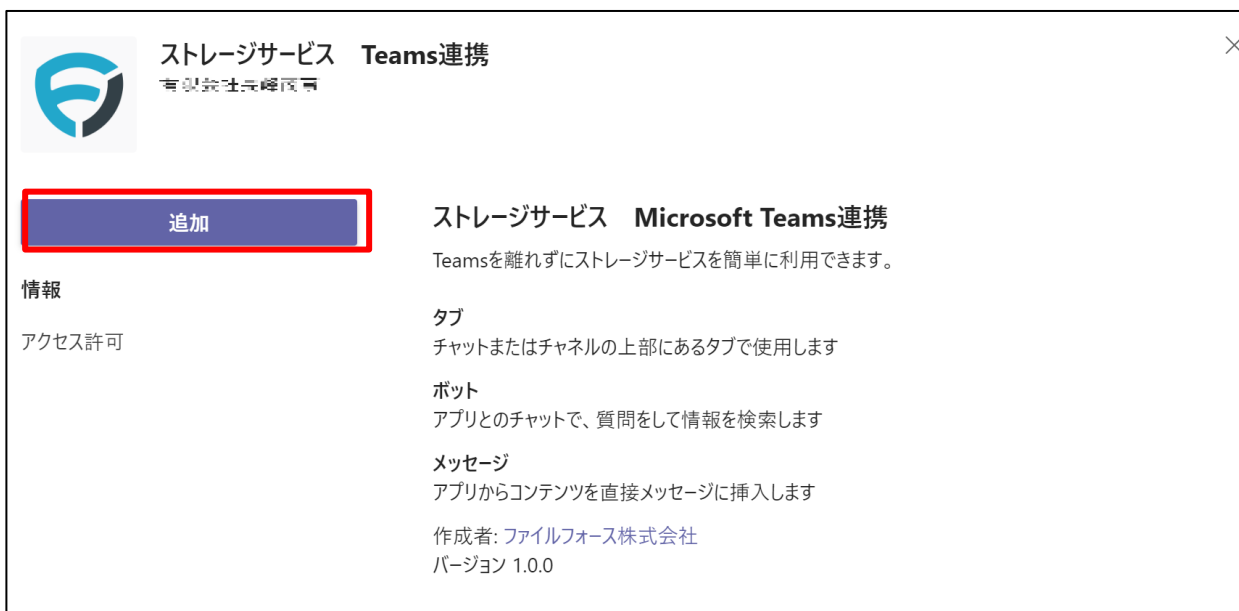 ストレージサービス　Teams連携
追加
情報
アクセス許可
ストレージサービス　Microsoft Teams連携
Teamsを離れずにストレージサービスを簡単に利用できます。
タブ
チャットまたはチャネルの上部にあるタブで使用します
ボット
アプリとのチャットで、質問をして情報を検索します
メッセージ
アプリからコンテンツを直接メッセージに挿入します
作成者: ファイルフォース株式会社
バージョン 1.0.0